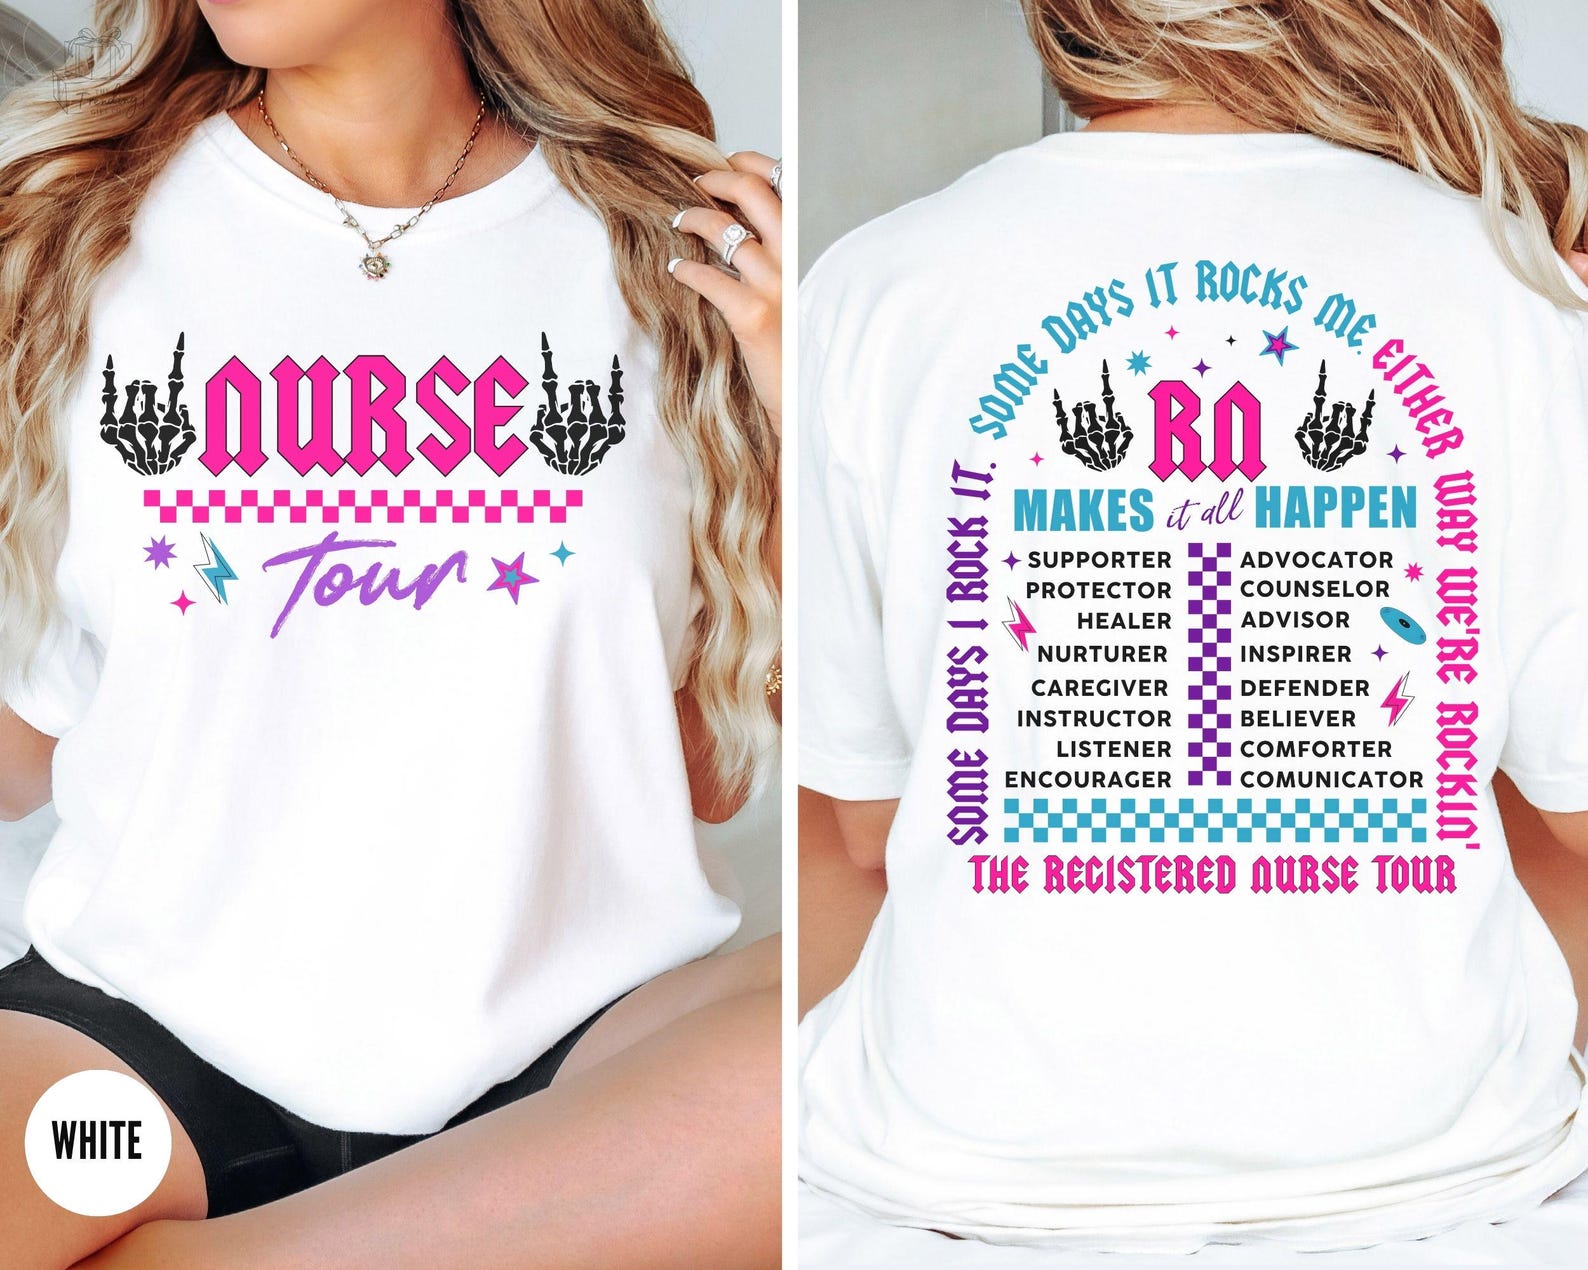 Trending
NURSE
Tour
WHITE
SOME DAYS I ROCK IT.
SOME DAYS IT ROCKS ME.
EITHER WAY WE'RE ROCKIN'
RN
MAKES it all HAPPEN
SUPPORTER ADVOCATOR
PROTECTOR COUNSELOR
HEALER ADVISOR
NURTURER INSPIRER
CAREGIVER DEFENDER
INSTRUCTOR BELIEVER
LISTENER COMFORTER
ENCOURAGER COMUNICATOR
THE REGISTERED NURSE TOUR